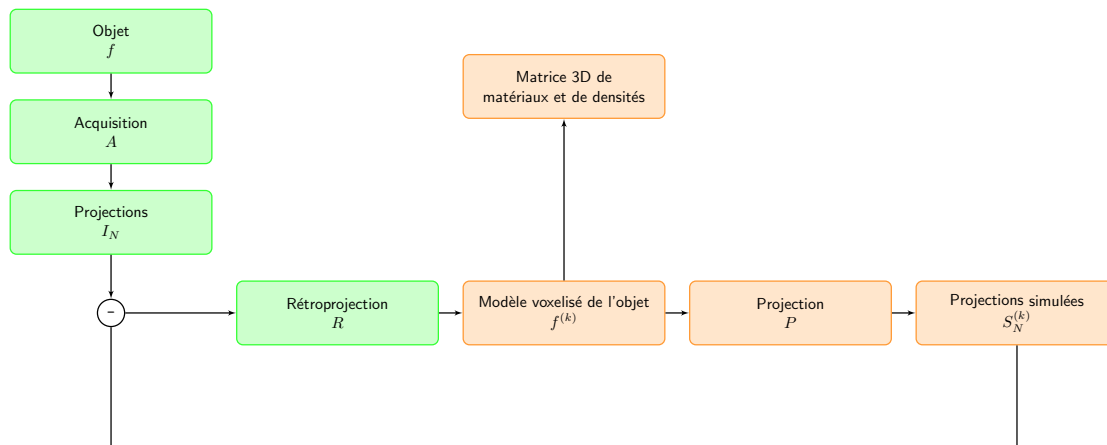 Objet
f
Acquisition
A
Projections
I_N
Matrice 3D de
matériaux et de densités
-
Rétroprojection
R
Modèle voxelisé de l'objet
f^(k)
Projection
P
Projections simulées
S_N^(k)